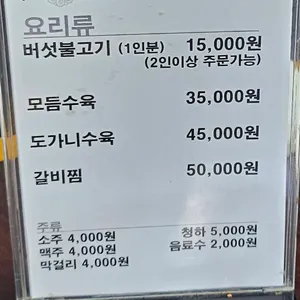 요리류
버섯불고기 (1인분) 15,000원
(2인이상 주문가능)
모듬수육 35,000원
도가니수육 45,000원
갈비찜 50,000원
주류
소주 4,000원 청하 5,000원
맥주 4,000원 음료수 2,000원
막걸리 4,000원